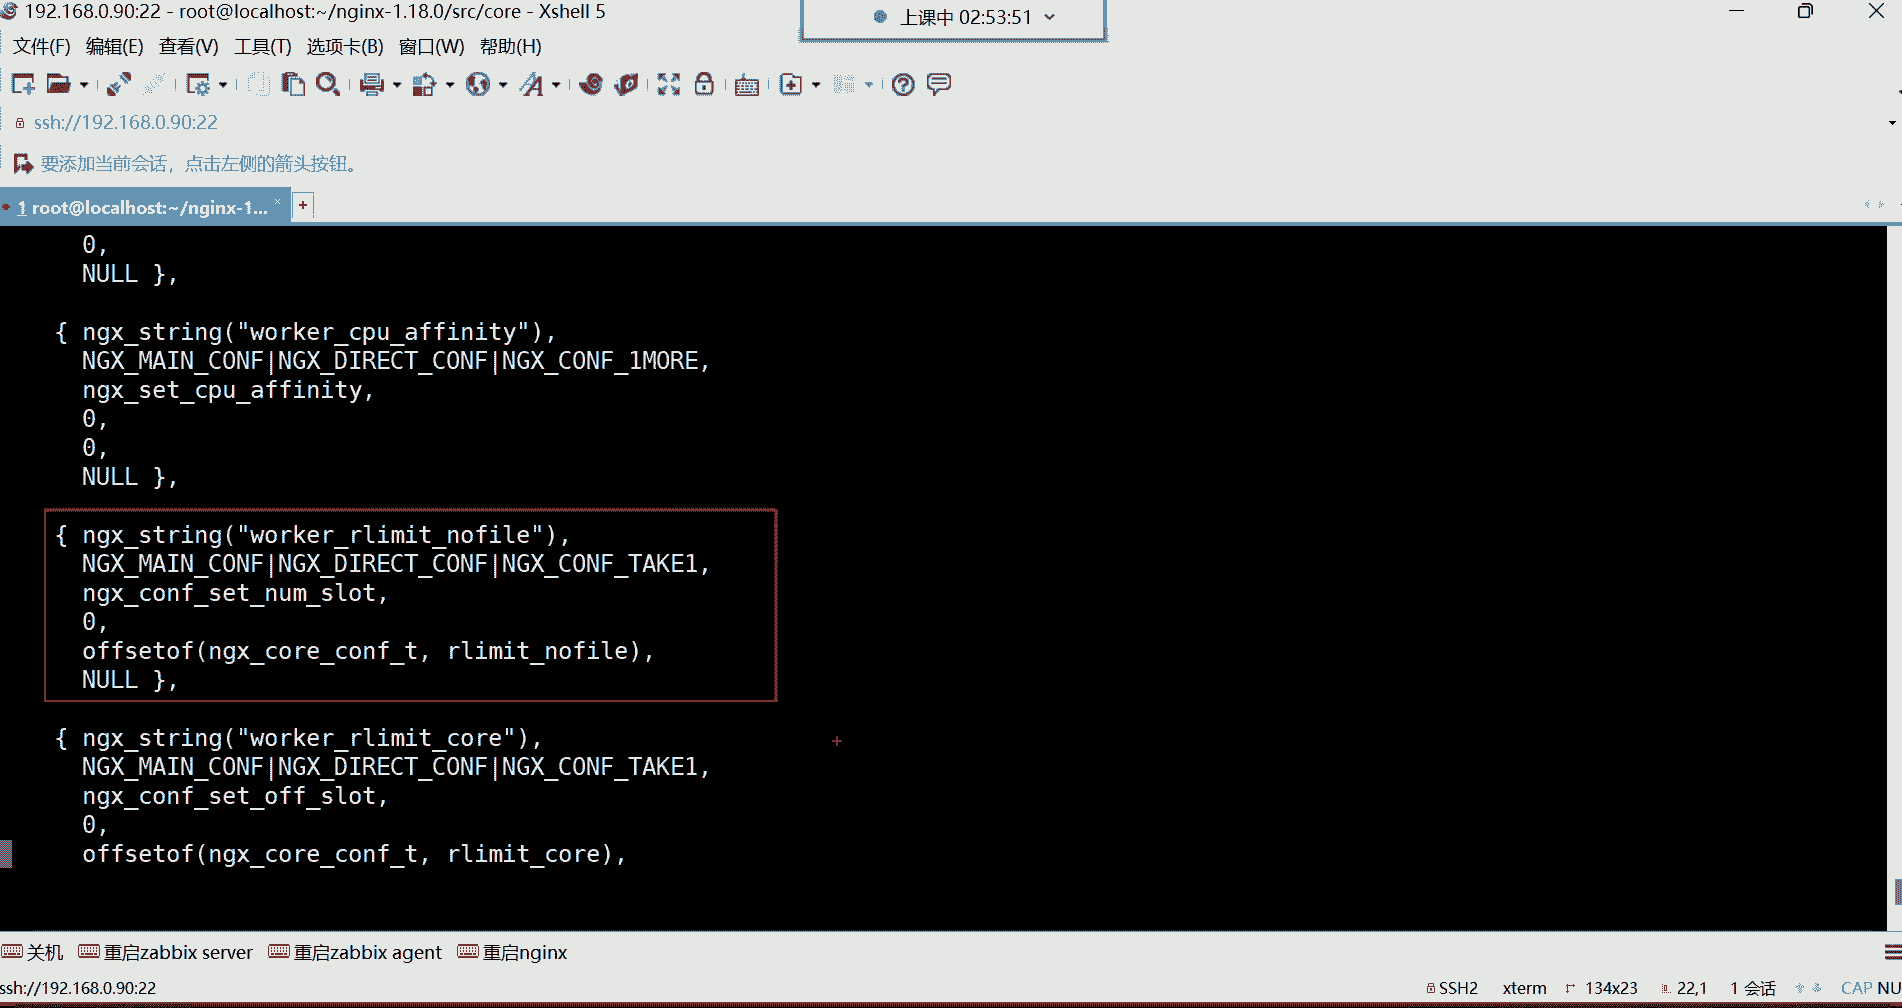 192.168.0.90:22 - root@localhost:~/nginx-1.18.0/src/core - Xshell 5
上课中 02:53:51
文件(F) 编辑(E) 查看(V) 工具(T) 选项卡(B) 窗口(W) 帮助(H)
ssh://192.168.0.90:22
要添加当前会话，点击左侧的箭头按钮。
1 root@localhost:~/nginx-1... × +
0,
NULL },
{ ngx_string("worker_cpu_affinity"),
NGX_MAIN_CONF|NGX_DIRECT_CONF|NGX_CONF_1MORE,
ngx_set_cpu_affinity,
0,
0,
NULL },
{ ngx_string("worker_rlimit_nofile"),
NGX_MAIN_CONF|NGX_DIRECT_CONF|NGX_CONF_TAKE1,
ngx_conf_set_num_slot,
0,
offsetof(ngx_core_conf_t, rlimit_nofile),
NULL },
{ ngx_string("worker_rlimit_core"),
NGX_MAIN_CONF|NGX_DIRECT_CONF|NGX_CONF_TAKE1,
ngx_conf_set_off_slot,
0,
offsetof(ngx_core_conf_t, rlimit_core),
关机 重启zabbix server 重启zabbix agent 重启nginx
ssh://192.168.0.90:22 SSH2 xterm 134x23 22,1 1 会话 CAP NU